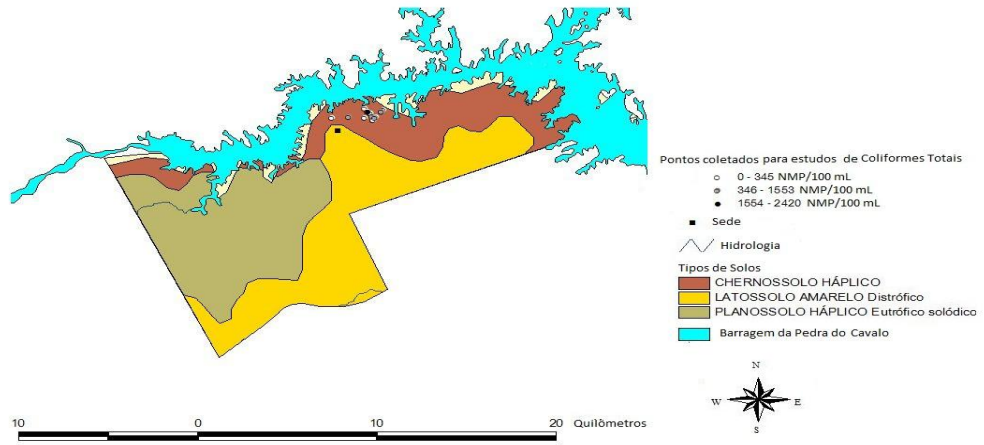 Pontos coletados para estudos de Coliformes Totais
0 - 345 NMP/100 mL
346 - 1553 NMP/100 mL
1554 - 2420 NMP/100 mL
Sede
Hidrologia
Tipos de Solos
CHERNOSSOLO HÁPLICO
LATOSSOLO AMARELO Distrófico
PLANOSSOLO HÁPLICO Eutrófico solódico
Barragem da Pedra do Cavalo
N
W E
S
10 0 10 20 Quilômetros